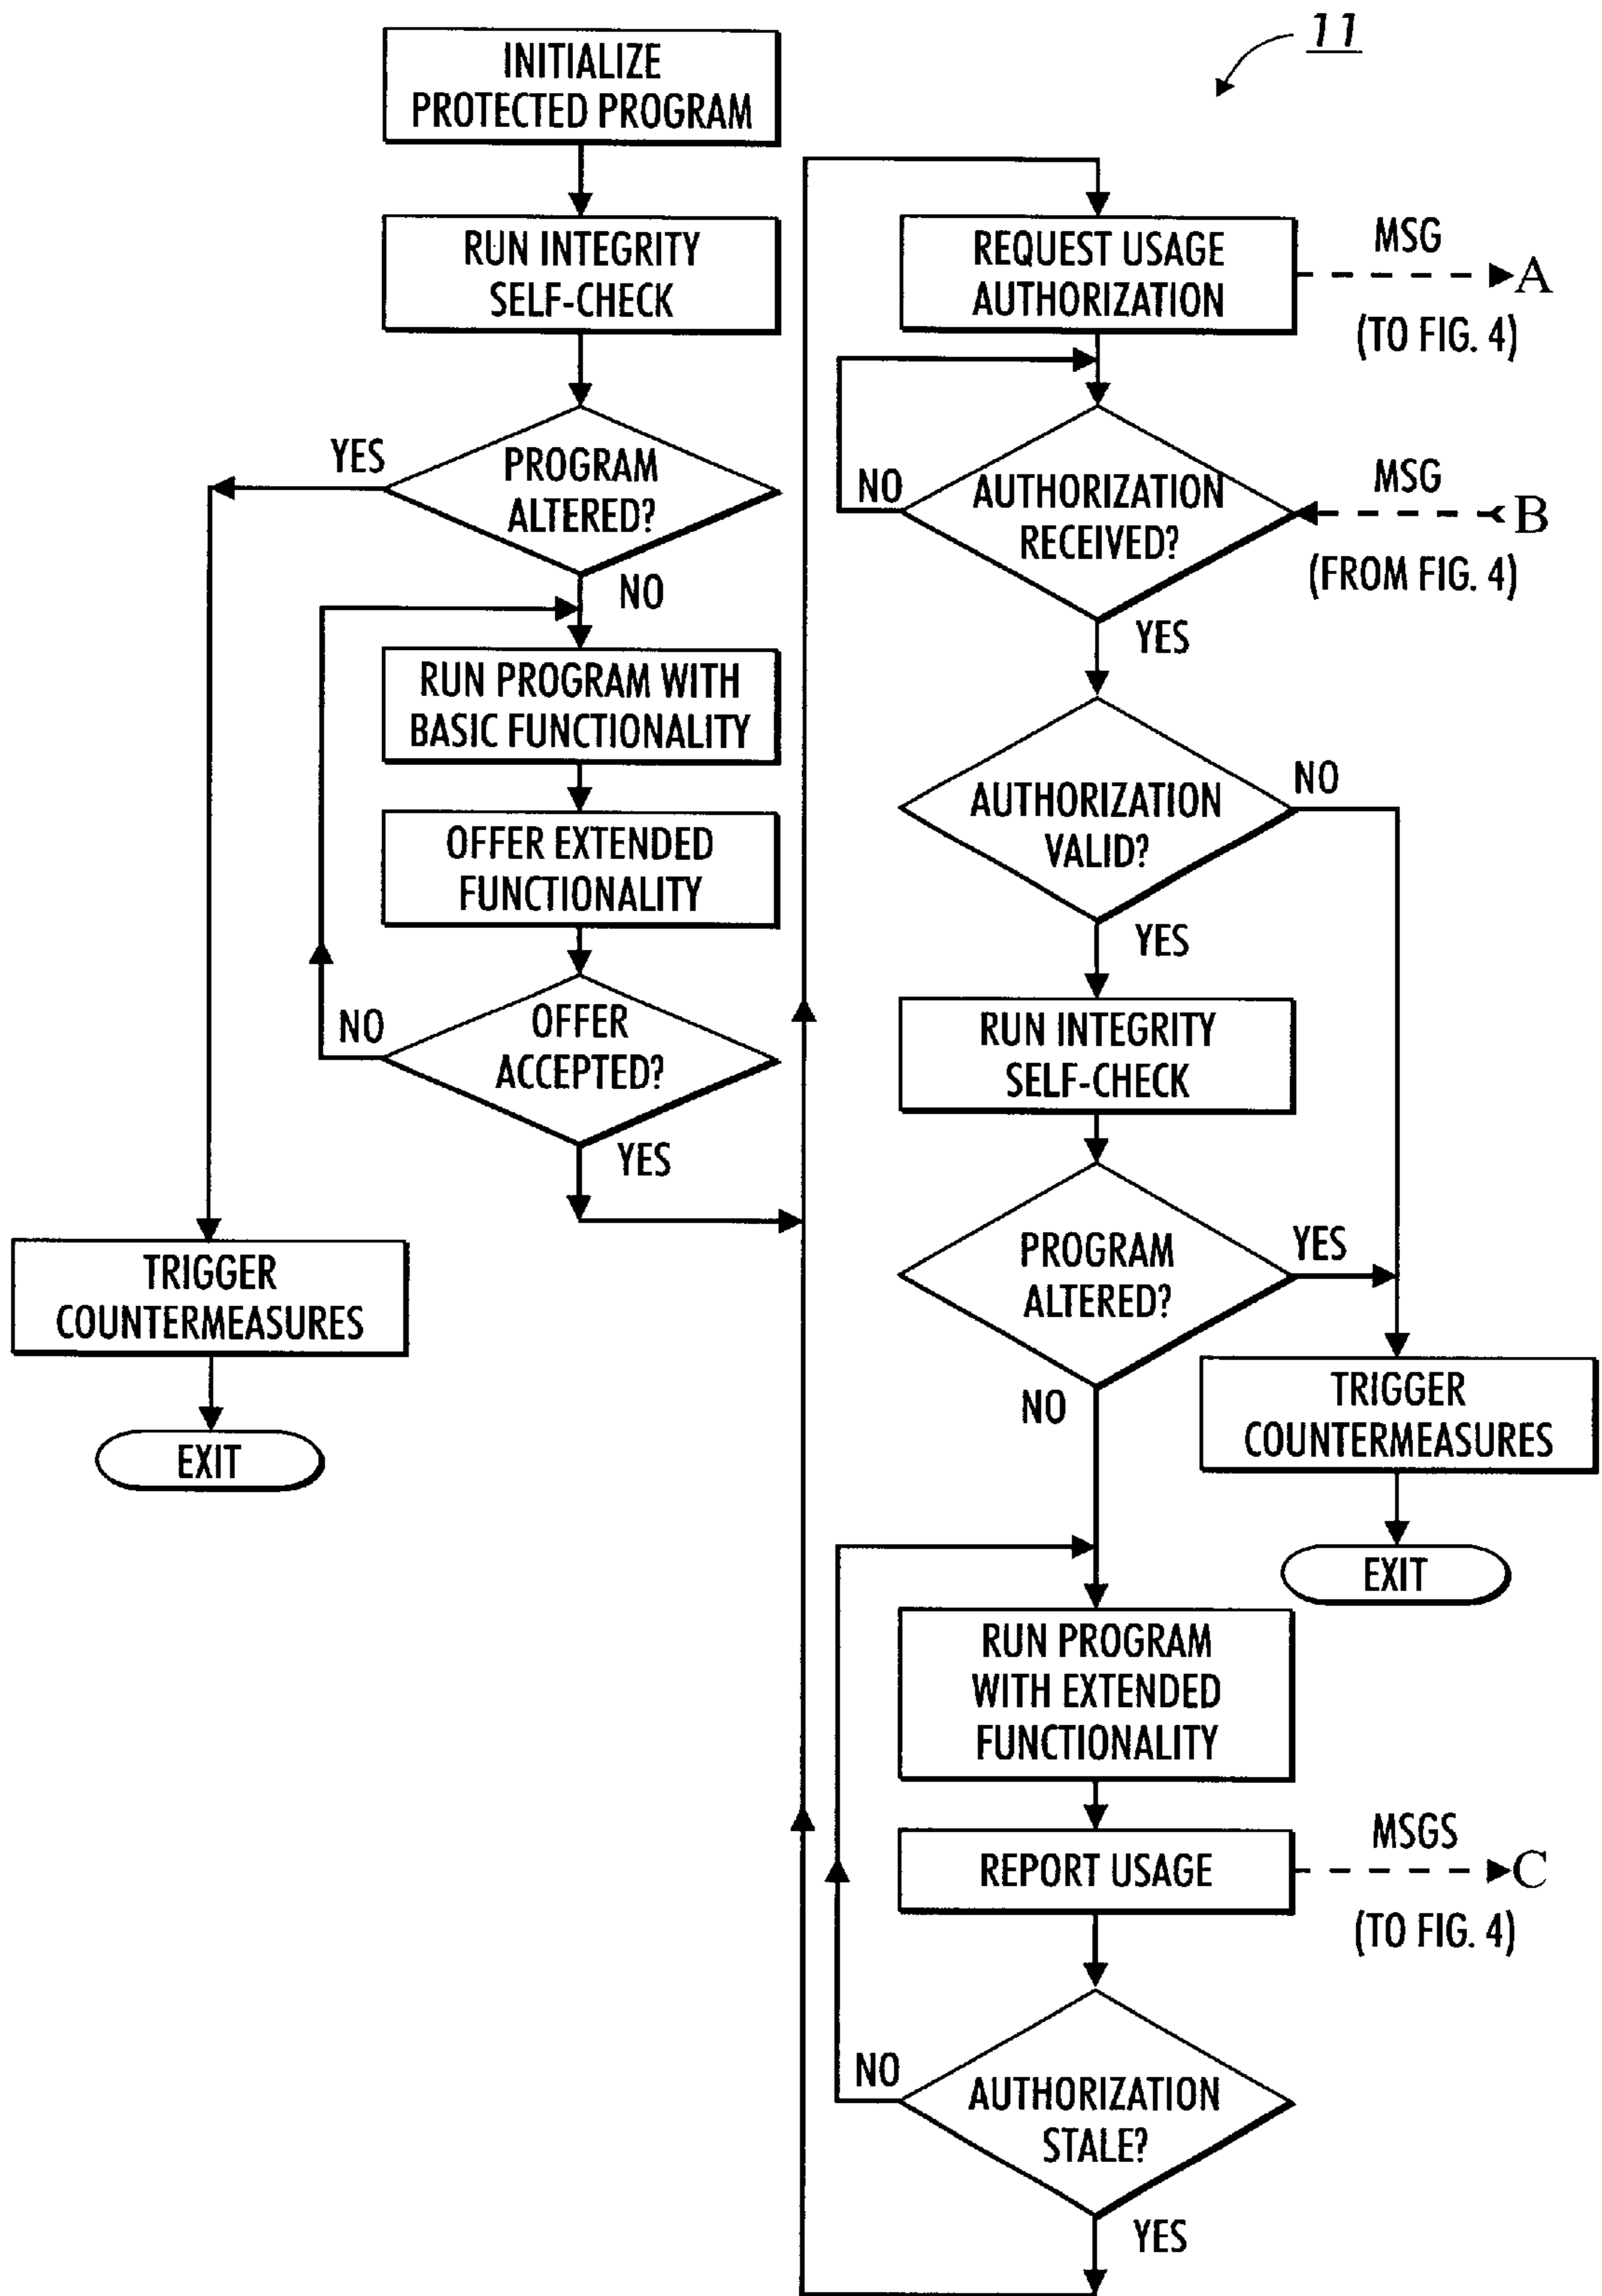 11
INITIALIZE
PROTECTED PROGRAM
RUN INTEGRITY
SELF-CHECK
YES
PROGRAM
ALTERED?
NO
RUN PROGRAM WITH
BASIC FUNCTIONALITY
OFFER EXTENDED
FUNCTIONALITY
NO
OFFER
ACCEPTED?
YES
TRIGGER
COUNTERMEASURES
EXIT
REQUEST USAGE
AUTHORIZATION
MSG
A
(TO FIG. 4)
NO
AUTHORIZATION
RECEIVED?
MSG
B
(FROM FIG. 4)
YES
AUTHORIZATION
VALID?
NO
YES
RUN INTEGRITY
SELF-CHECK
PROGRAM
ALTERED?
YES
NO
TRIGGER
COUNTERMEASURES
EXIT
RUN PROGRAM
WITH EXTENDED
FUNCTIONALITY
REPORT USAGE
MSGS
C
(TO FIG. 4)
NO
AUTHORIZATION
STALE?
YES